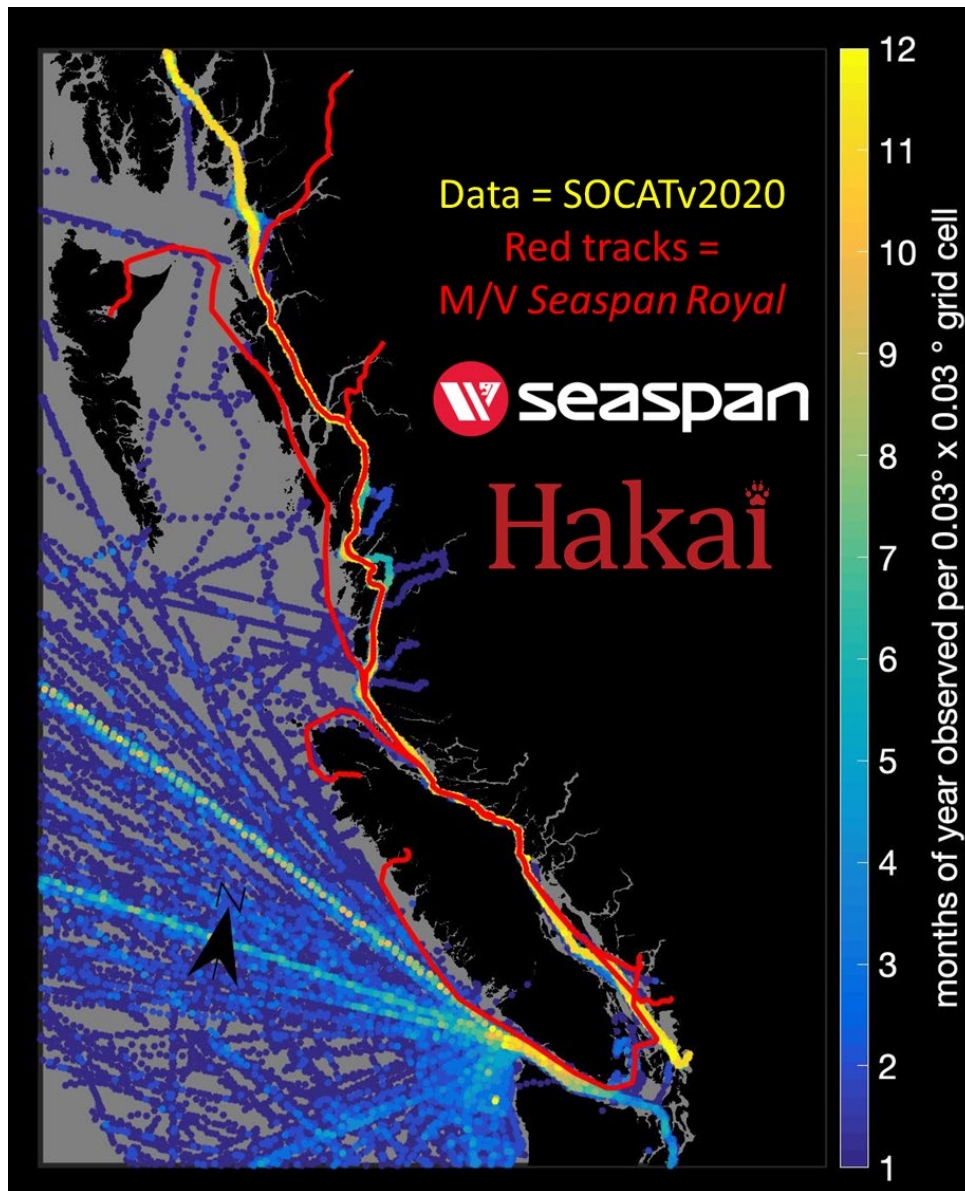 Data = SOCATv2020
Red tracks =
M/V Seaspan Royal
seaspan
Hakai
N
12
11
10
9
8
7
6
5
4
3
2
1
months of year observed per 0.03° x 0.03 ° grid cell